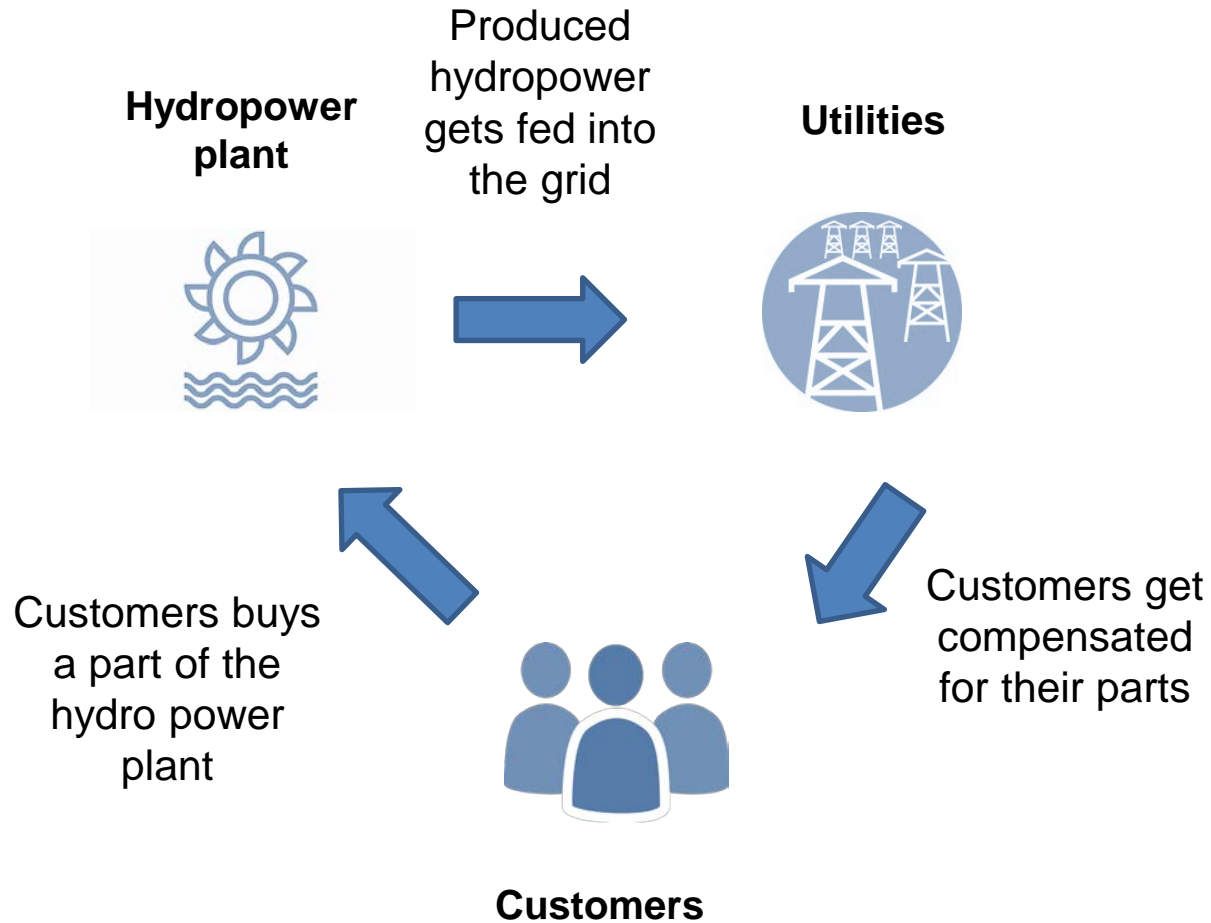 Hydropower
plant
Produced
hydropower
gets fed into
the grid
Utilities
Customers buys
a part of the
hydro power
plant
Customers get
compensated
for their parts
Customers